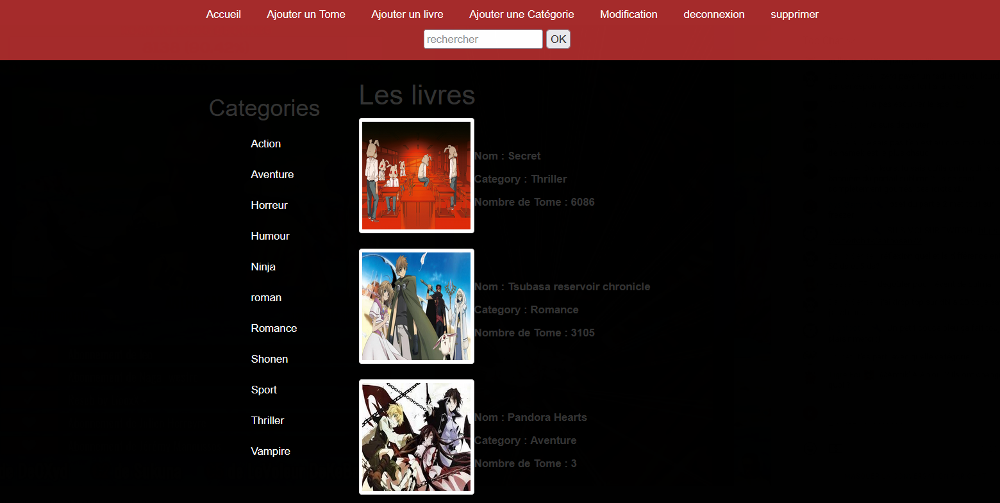 Accueil Ajouter un Tome Ajouter un livre Ajouter une Catégorie Modification deconnexion supprimer
rechercher OK
Categories
Action
Aventure
Horreur
Humour
Ninja
roman
Romance
Shonen
Sport
Thriller
Vampire
Les livres
Nom : Secret
Category : Thriller
Nombre de Tome : 6086
Nom : Tsubasa reservoir chronicle
Category : Romance
Nombre de Tome : 3105
Nom : Pandora Hearts
Category : Aventure
Nombre de Tome : 3